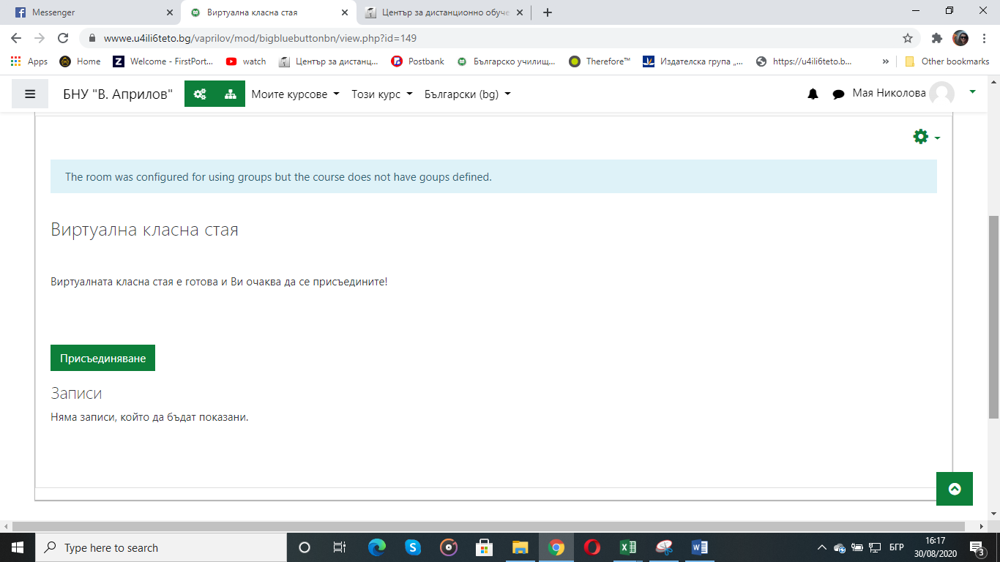 Messenger
Виртуална класна стая
Център за дистанционно обуче
wwwe.u4ili6teto.bg/vaprilov/mod/bigbluebuttonbn/view.php?id=149
Apps Home Welcome - FirstPort... watch Център за дистанц... Postbank Българско училищ... Therefore™ Издателска група „... https://u4ili6teto.b... » Other bookmarks
БНУ "В. Априлов" Моите курсове Този курс Български (bg) Мая Николова
The room was configured for using groups but the course does not have goups defined.
Виртуална класна стая
Виртуалната класна стая е готова и Ви очаква да се присъедините!
Присъединяване
Записи
Няма записи, който да бъдат показани.
Type here to search
БГР
16:17
30/08/2020
3